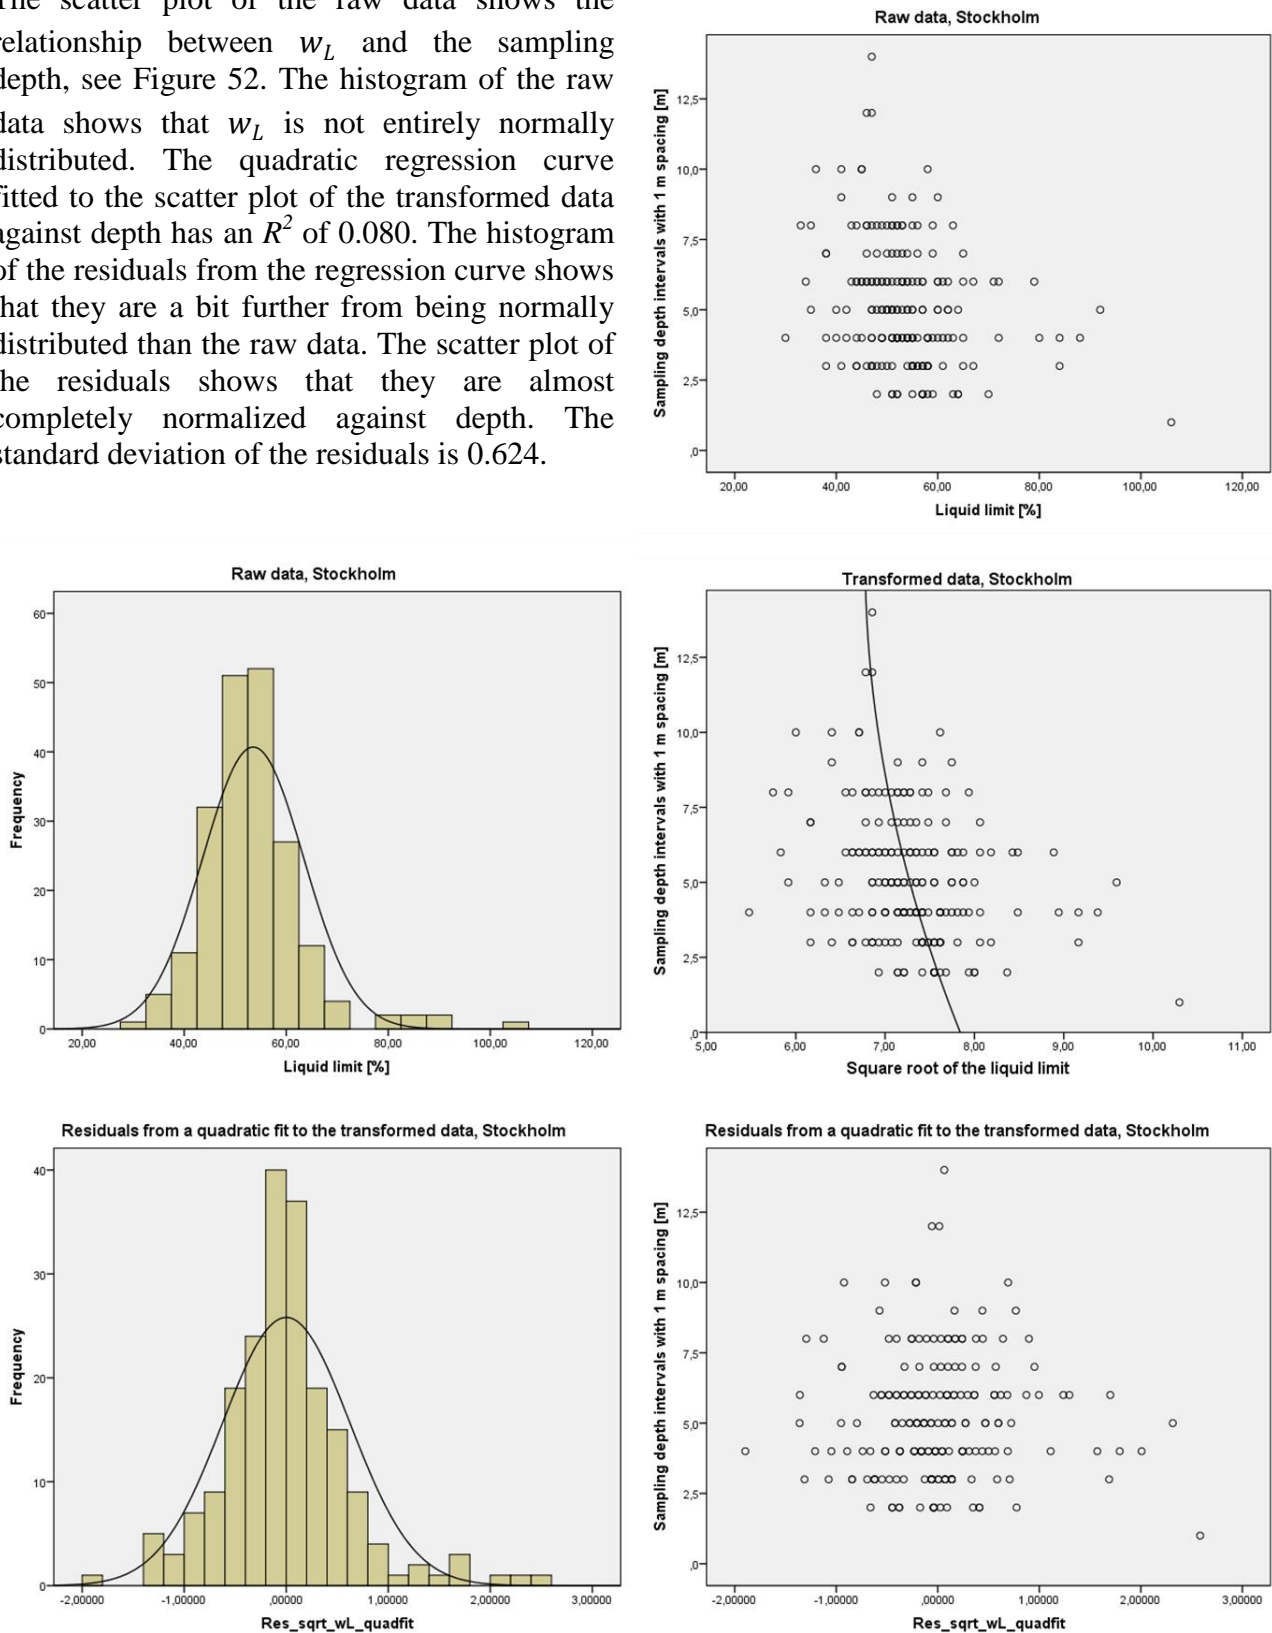 The scatter plot of the raw data shows the
relationship between w_L and the sampling
depth, see Figure 52. The histogram of the raw
data shows that w_L is not entirely normally
distributed. The quadratic regression curve
fitted to the scatter plot of the transformed data
against depth has an R² of 0.080. The histogram
of the residuals from the regression curve shows
that they are a bit further from being normally
distributed than the raw data. The scatter plot of
the residuals shows that they are almost
completely normalized against depth. The
standard deviation of the residuals is 0.624.
Raw data, Stockholm
Sampling depth intervals with 1 m spacing [m]
12,5
10,0
7,5
5,0
2,5
,0
20,00 40,00 60,00 80,00 100,00 120,00
Liquid limit [%]
Raw data, Stockholm
Frequency
60
50
40
30
20
10
0
20,00 40,00 60,00 80,00 100,00 120,00
Liquid limit [%]
Transformed data, Stockholm
Sampling depth intervals with 1 m spacing [m]
12,5
10,0
7,5
5,0
2,5
,0
5,00 6,00 7,00 8,00 9,00 10,00 11,00
Square root of the liquid limit
Residuals from a quadratic fit to the transformed data, Stockholm
Frequency
40
30
20
10
0
-2,00000 -1,00000 ,00000 1,00000 2,00000 3,00000
Res_sqrt_wL_quadfit
Residuals from a quadratic fit to the transformed data, Stockholm
Sampling depth intervals with 1 m spacing [m]
12,5
10,0
7,5
5,0
2,5
,0
-2,00000 -1,00000 ,00000 1,00000 2,00000 3,00000
Res_sqrt_wL_quadfit